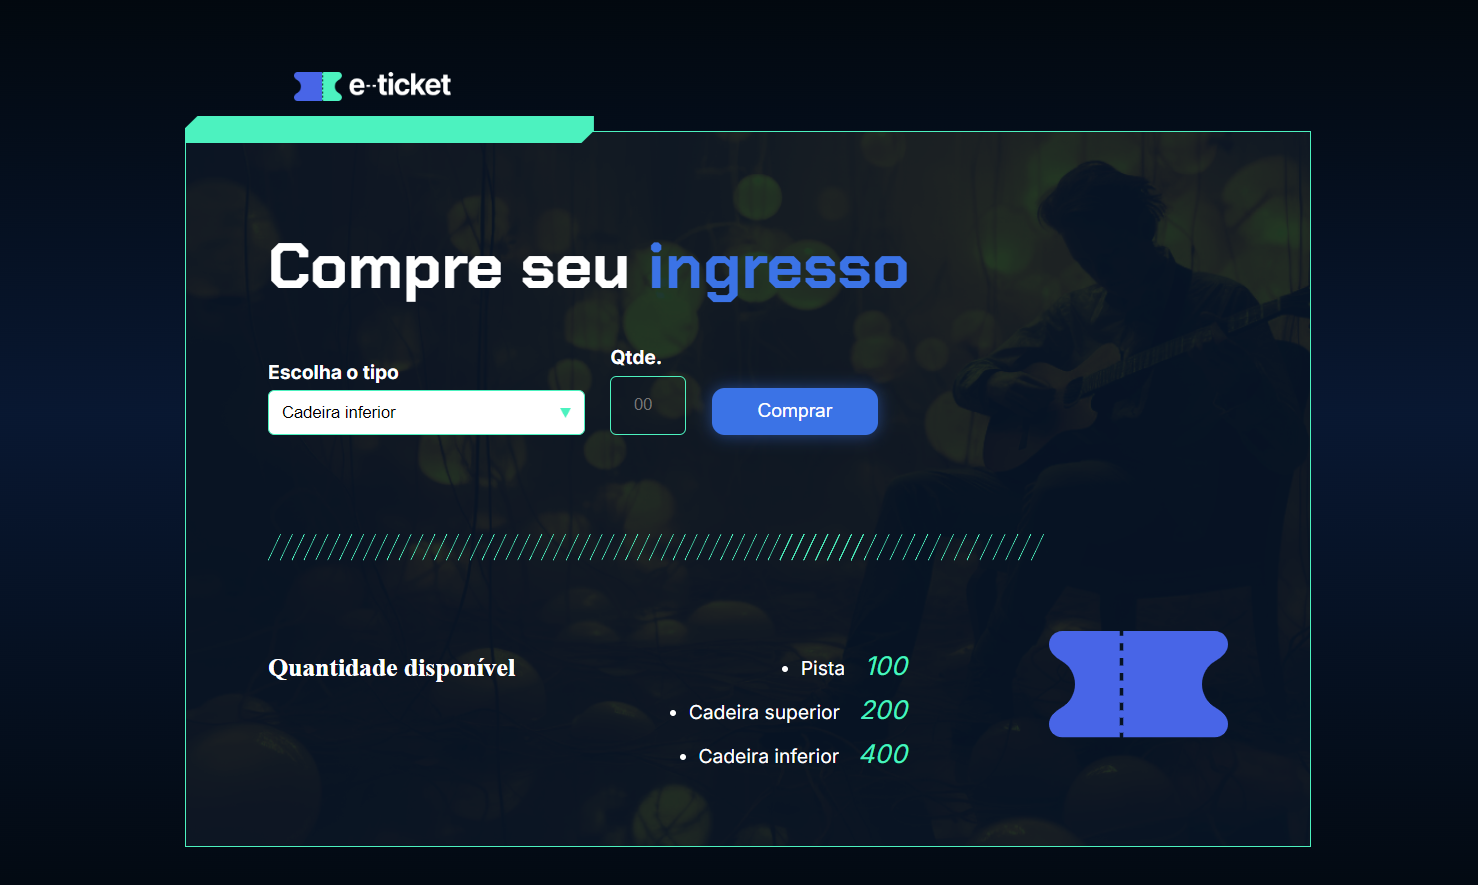 e--ticket
Compre seu ingresso
Escolha o tipo
Qtde.
Cadeira inferior
00
Comprar
Quantidade disponível
• Pista 100
• Cadeira superior 200
• Cadeira inferior 400